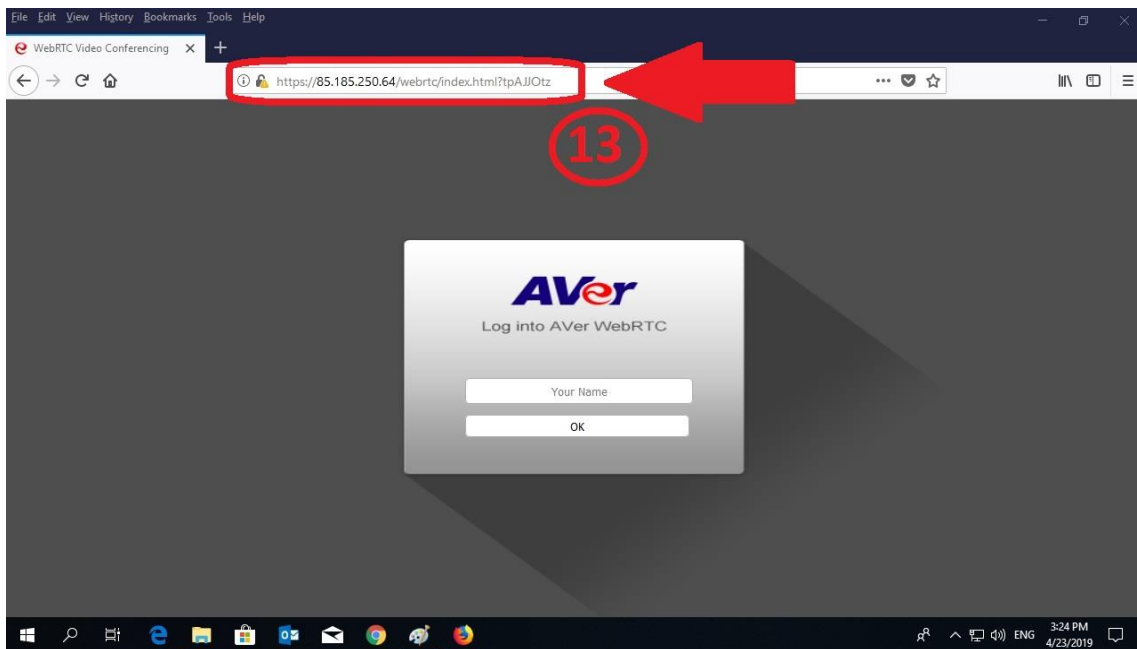 File Edit View History Bookmarks Tools Help
WebRTC Video Conferencing
https://85.185.250.64/webrtc/index.html?tpAJJOtz
13
AVer
Log into AVer WebRTC
Your Name
OK
ENG
3:24 PM
4/23/2019